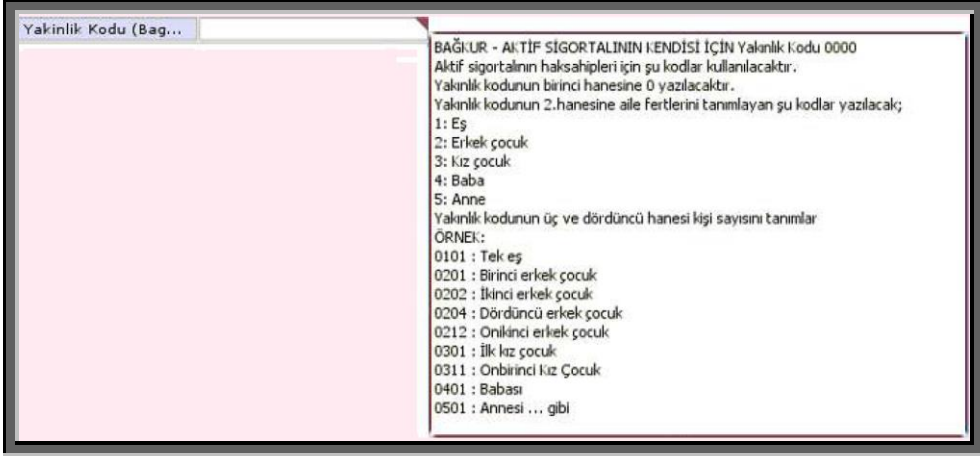 Yakinlik Kodu (Bag...
BAĞKUR - AKTİF SİGORTALININ KENDİSİ İÇİN Yakınlık Kodu 0000
Aktif sigortalının haksahipleri için şu kodlar kullanılacaktır.
Yakınlık kodunun birinci hanesine 0 yazılacaktır.
Yakınlık kodunun 2.hanesine aile fertlerini tanımlayan şu kodlar yazılacak;
1: Eş
2: Erkek çocuk
3: Kız çocuk
4: Baba
5: Anne
Yakınlık kodunun üç ve dördüncü hanesi kişi sayısını tanımlar
ÖRNEK:
0101 : Tek eş
0201 : Birinci erkek çocuk
0202 : İkinci erkek çocuk
0204 : Dördüncü erkek çocuk
0212 : Onikinci erkek çocuk
0301 : İlk kız çocuk
0311 : Onbirinci Kız Çocuk
0401 : Babası
0501 : Annesi ... gibi